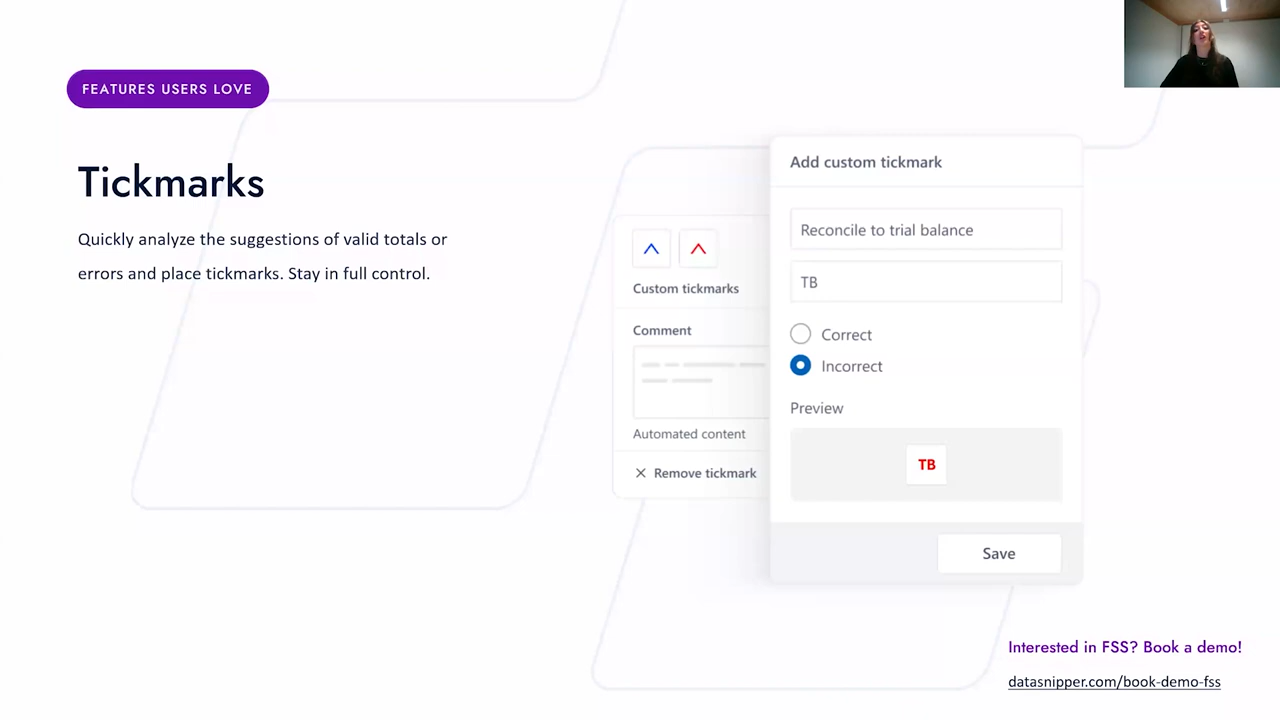 FEATURES USERS LOVE
Tickmarks
Quickly analyze the suggestions of valid totals or
errors and place tickmarks. Stay in full control.
Custom tickmarks
Comment
Automated content
Remove tickmark
Add custom tickmark
Reconcile to trial balance
TB
Correct
Incorrect
Preview
TB
Save
Interested in FSS? Book a demo!
datasnipper.com/book-demo-fss